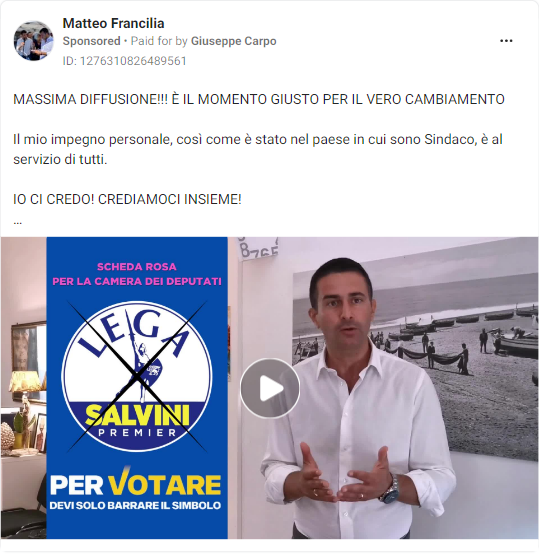 Matteo Francilia
Sponsored • Paid for by Giuseppe Carpo
ID: 1276310826489561
MASSIMA DIFFUSIONE!!! È IL MOMENTO GIUSTO PER IL VERO CAMBIAMENTO
Il mio impegno personale, così come è stato nel paese in cui sono Sindaco, è al
servizio di tutti.
IO CI CREDO! CREDIAMOCI INSIEME!
...
SCHEDA ROSA
PER LA CAMERA DEI DEPUTATI
LEGA
SALVINI
PREMIER
PER VOTARE
DEVI SOLO BARRARE IL SIMBOLO